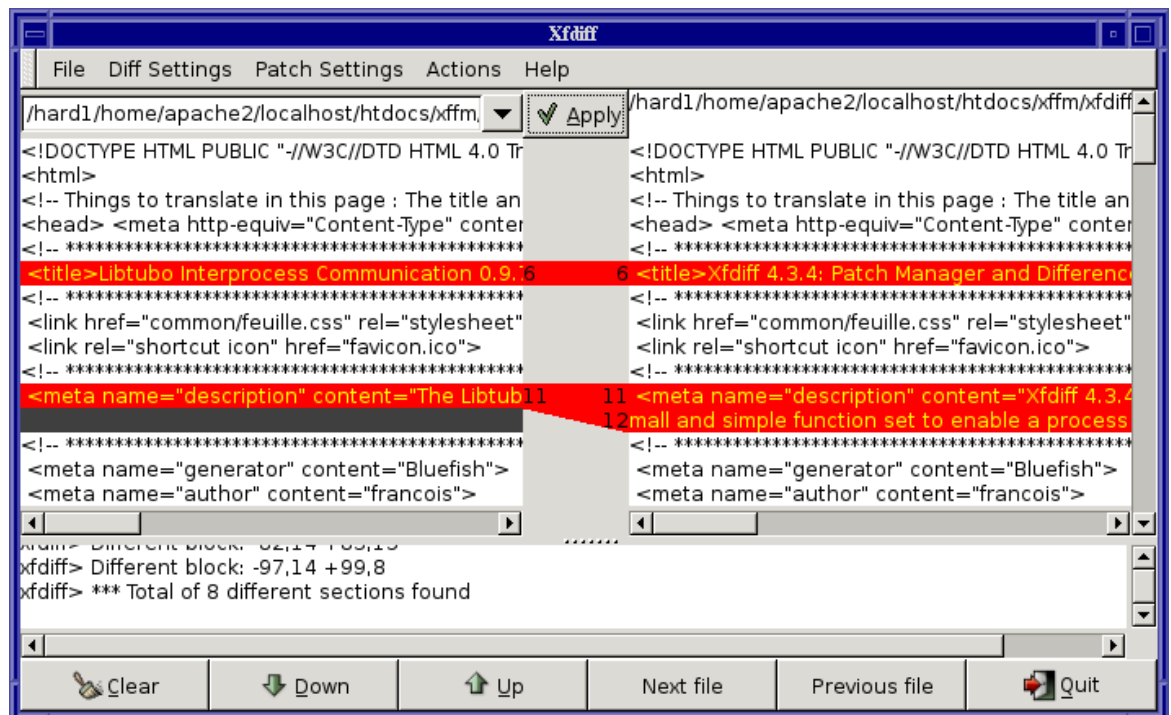 Xfdiff
File Diff Settings Patch Settings Actions Help
/hard1/home/apache2/localhost/htdocs/xffm, Apply /hard1/home/apache2/localhost/htdocs/xffm/xfdiff
<!DOCTYPE HTML PUBLIC "-//W3C//DTD HTML 4.0 Tr
<html>
<!-- Things to translate in this page : The title an
<head> <meta http-equiv="Content-Type" conter
<!-- **************************************************
<title>Libtubo Interprocess Communication 0.9. 6
<!-- **************************************************
<link href="common/feuille.css" rel="stylesheet"
<link rel="shortcut icon" href="favicon.ico">
<!-- **************************************************
<meta name="description" content="The Libtub 11
<!-- **************************************************
<meta name="generator" content="Bluefish">
<meta name="author" content="francois">
<!DOCTYPE HTML PUBLIC "-//W3C//DTD HTML 4.0 Tr
<html>
<!-- Things to translate in this page : The title an
<head> <meta http-equiv="Content-Type" conter
<!-- **************************************************
6 <title>Xfdiff 4.3.4: Patch Manager and Difference
<!-- **************************************************
<link href="common/feuille.css" rel="stylesheet"
<link rel="shortcut icon" href="favicon.ico">
<!-- **************************************************
11 <meta name="description" content="Xfdiff 4.3.4
12 mall and simple function set to enable a process
<!-- **************************************************
<meta name="generator" content="Bluefish">
<meta name="author" content="francois">
xfdiff> Different block:
xfdiff> Different block: -97,14 +99,8
xfdiff> *** Total of 8 different sections found
Clear Down Up Next file Previous file Quit